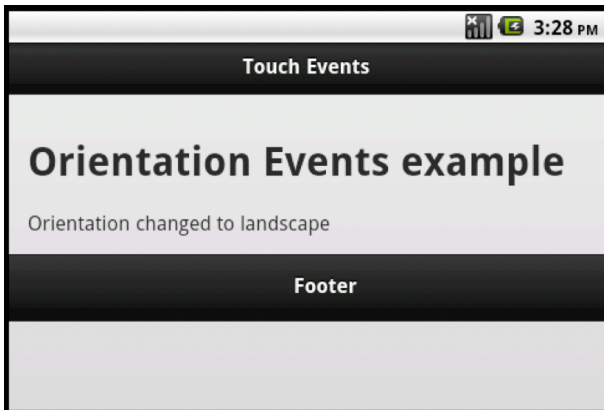 3:28 PM
Touch Events
Orientation Events example
Orientation changed to landscape
Footer